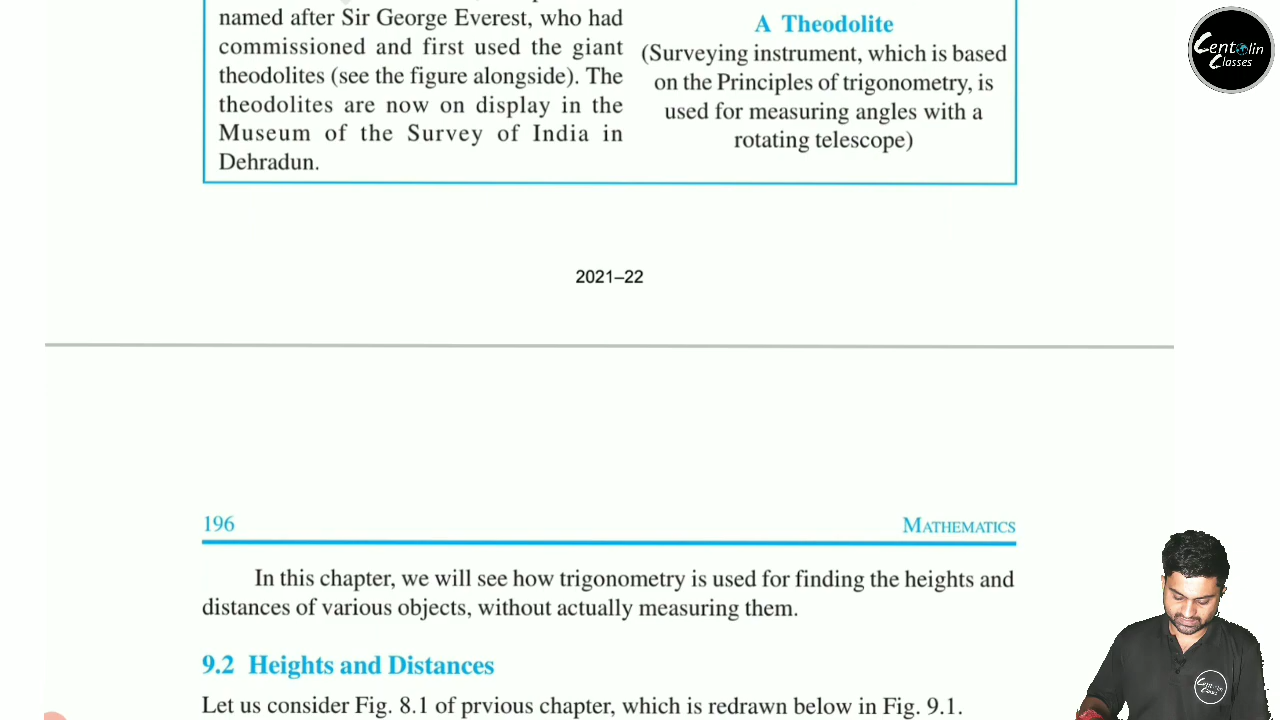 named after Sir George Everest, who had
commissioned and first used the giant
theodolites (see the figure alongside). The
theodolites are now on display in the
Museum of the Survey of India in
Dehradun.
A Theodolite
(Surveying instrument, which is based
on the Principles of trigonometry, is
used for measuring angles with a
rotating telescope)
Centolin
Classes
2021–22
196
MATHEMATICS
In this chapter, we will see how trigonometry is used for finding the heights and
distances of various objects, without actually measuring them.
9.2 Heights and Distances
Let us consider Fig. 8.1 of prvious chapter, which is redrawn below in Fig. 9.1.